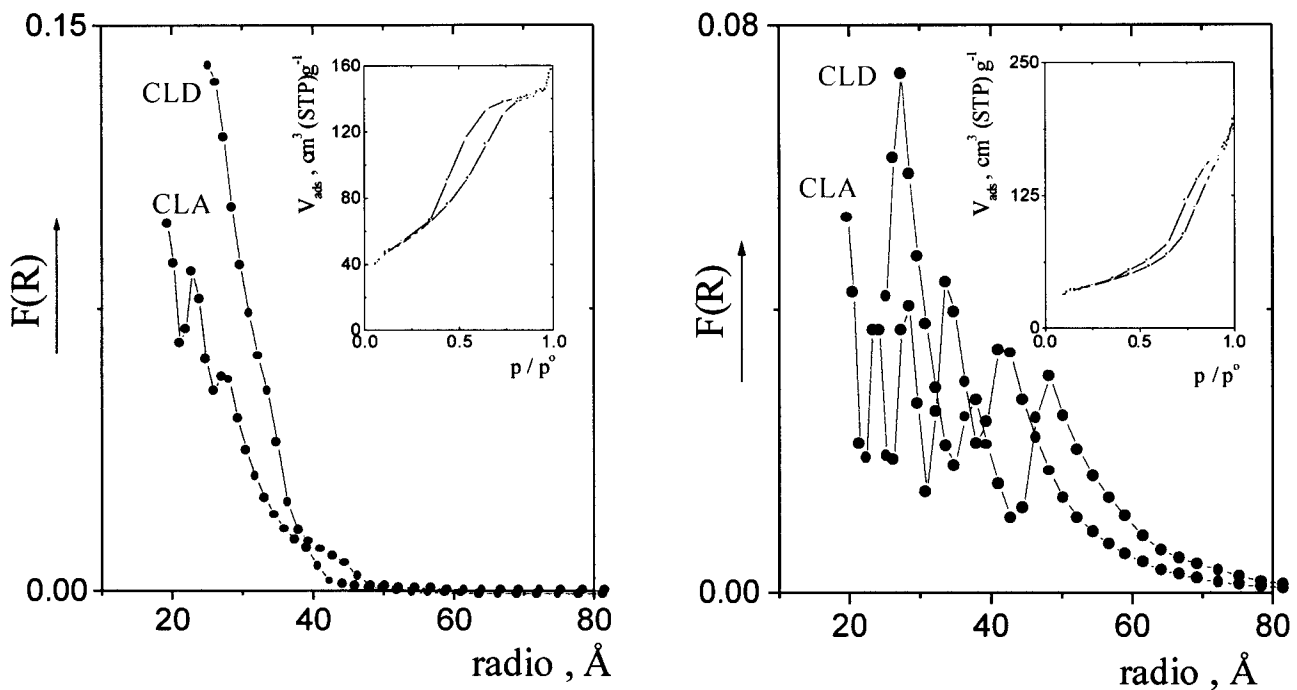 0.15
CLD
CLA
F(R)
0.00
20
40
60
80
radio , Å
V_ads , cm³ (STP)g⁻¹
160
120
80
40
0
0.0
0.5
1.0
p / p°
0.08
CLD
CLA
F(R)
0.00
20
40
60
80
radio , Å
V_ads , cm³ (STP) g⁻¹
250
125
0
0.0
0.5
1.0
p / p°